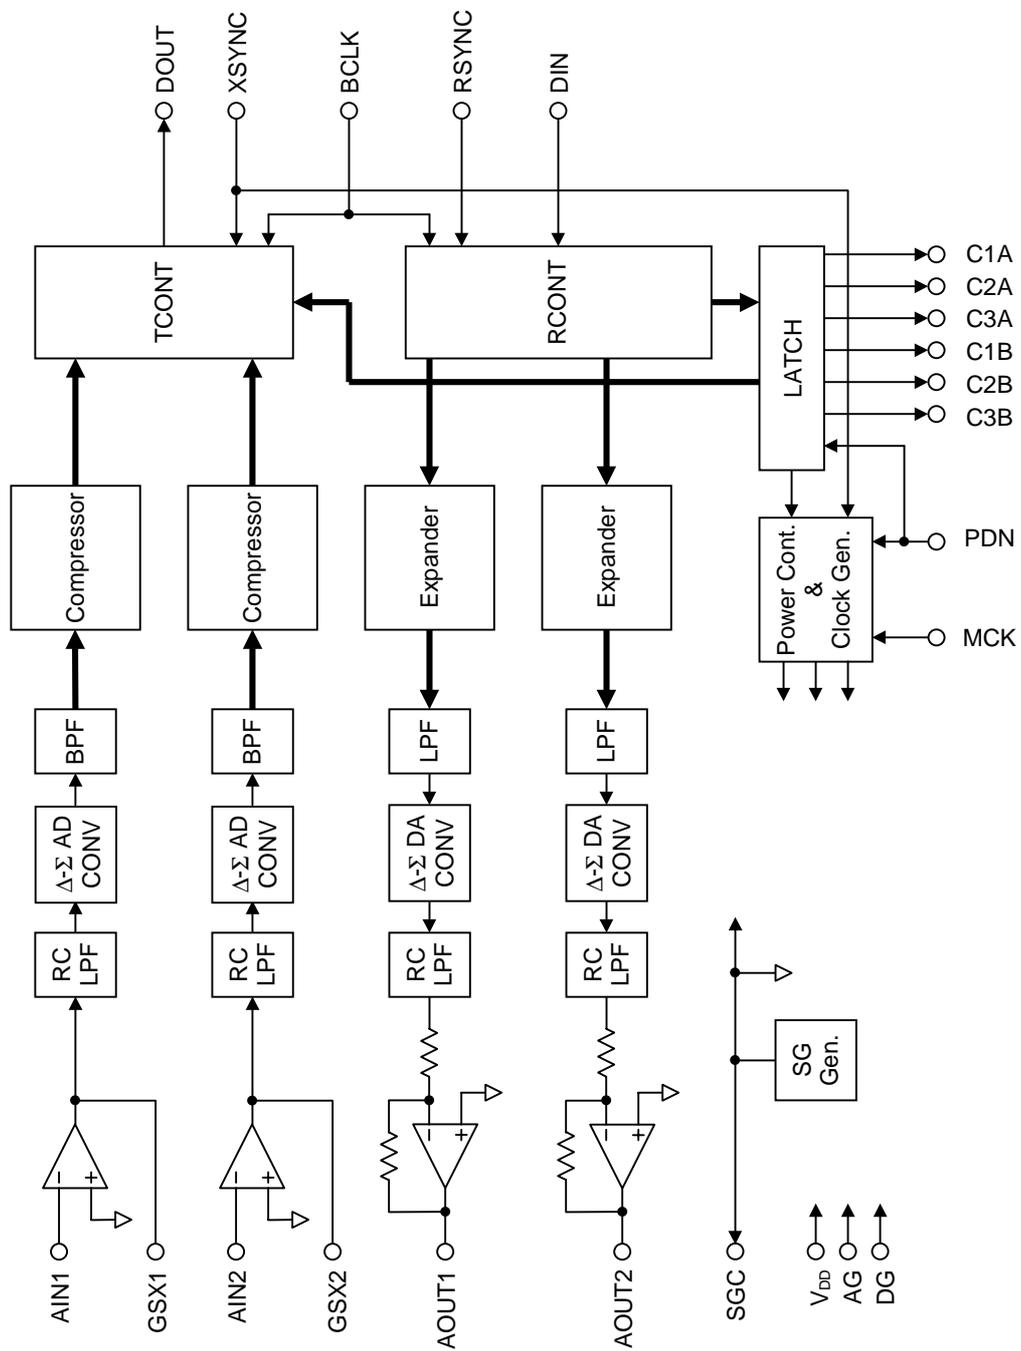 DOUT
XSYNC
BCLK
RSYNC
DIN
TCONT
RCONT
LATCH
C1A
C2A
C3A
C1B
C2B
C3B
Compressor
Compressor
Expander
Expander
Power Cont.
&
Clock Gen.
PDN
MCK
BPF
BPF
LPF
LPF
Δ-Σ AD
CONV
Δ-Σ AD
CONV
Δ-Σ DA
CONV
Δ-Σ DA
CONV
RC
LPF
RC
LPF
RC
LPF
RC
LPF
SG
Gen.
−
+
−
+
−
+
−
+
AIN1
GSX1
AIN2
GSX2
AOUT1
AOUT2
SGC
VDD
AG
DG